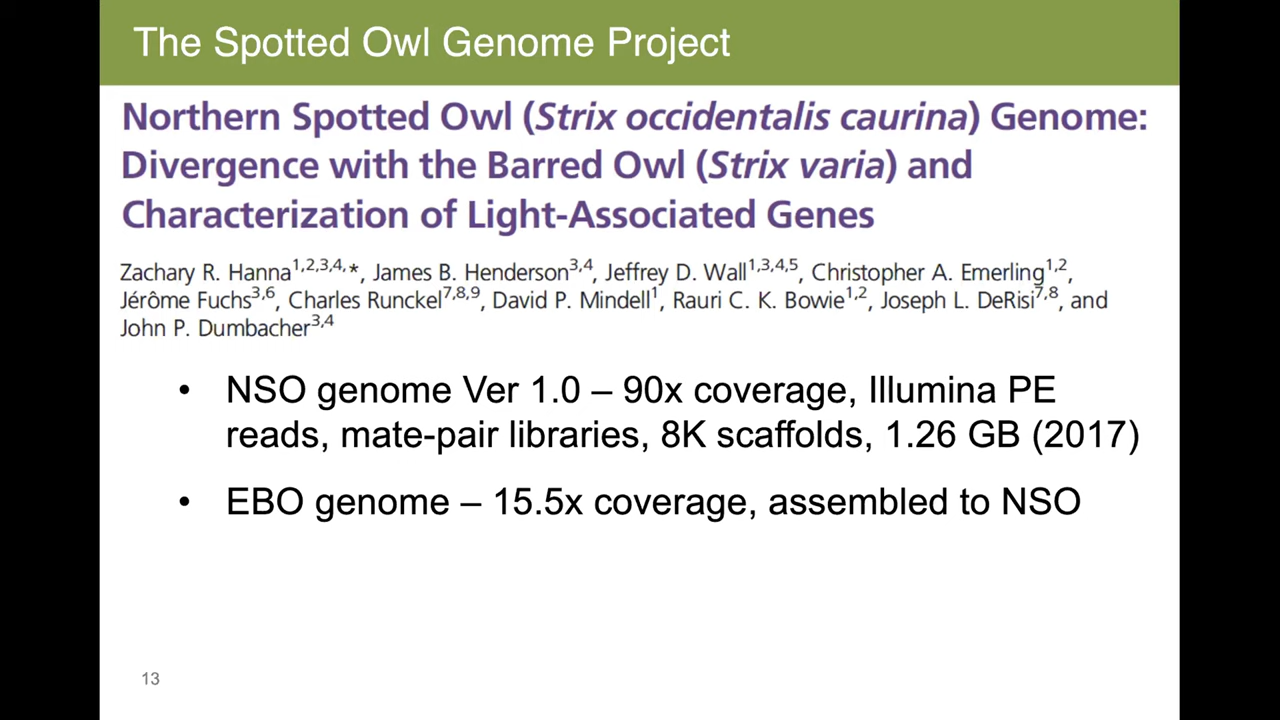 The Spotted Owl Genome Project
Northern Spotted Owl (Strix occidentalis caurina) Genome:
Divergence with the Barred Owl (Strix varia) and
Characterization of Light-Associated Genes
Zachary R. Hanna1,2,3,4,*, James B. Henderson3,4, Jeffrey D. Wall1,3,4,5, Christopher A. Emerling1,2,
Jérôme Fuchs3,6, Charles Runckel7,8,9, David P. Mindell1, Rauri C. K. Bowie1,2, Joseph L. DeRisi7,8, and
John P. Dumbacher3,4
• NSO genome Ver 1.0 – 90x coverage, Illumina PE
reads, mate-pair libraries, 8K scaffolds, 1.26 GB (2017)
• EBO genome – 15.5x coverage, assembled to NSO
13